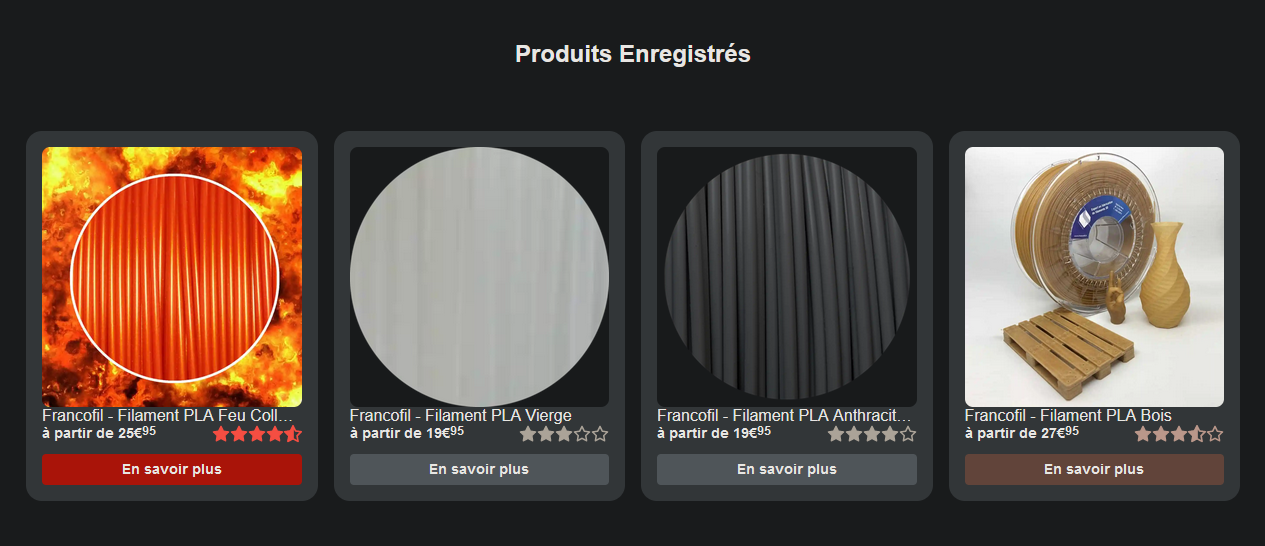 Produits Enregistrés
Francofil - Filament PLA Feu Coll...
à partir de 25€95
En savoir plus
Francofil - Filament PLA Vierge
à partir de 19€95
En savoir plus
Francofil - Filament PLA Anthracit...
à partir de 19€95
En savoir plus
Francofil - Filament PLA Bois
à partir de 27€95
En savoir plus